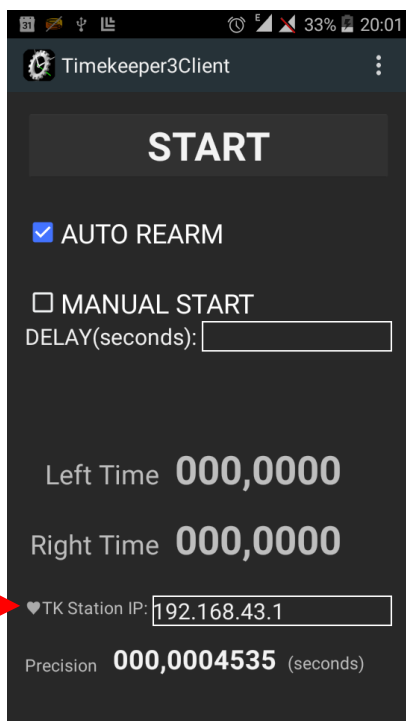 31 E 33% 20:01
Timekeeper3Client
START
AUTO REARM
MANUAL START
DELAY(seconds):
Left Time 000,0000
Right Time 000,0000
♥TK Station IP: 192.168.43.1
Precision 000,0004535 (seconds)